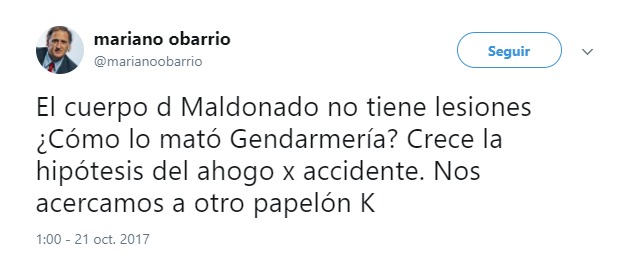 mariano obarrio
@marianoobarrio
Seguir
El cuerpo d Maldonado no tiene lesiones
¿Cómo lo mató Gendarmería? Crece la
hipótesis del ahogo x accidente. Nos
acercamos a otro papelón K
1:00 - 21 oct. 2017